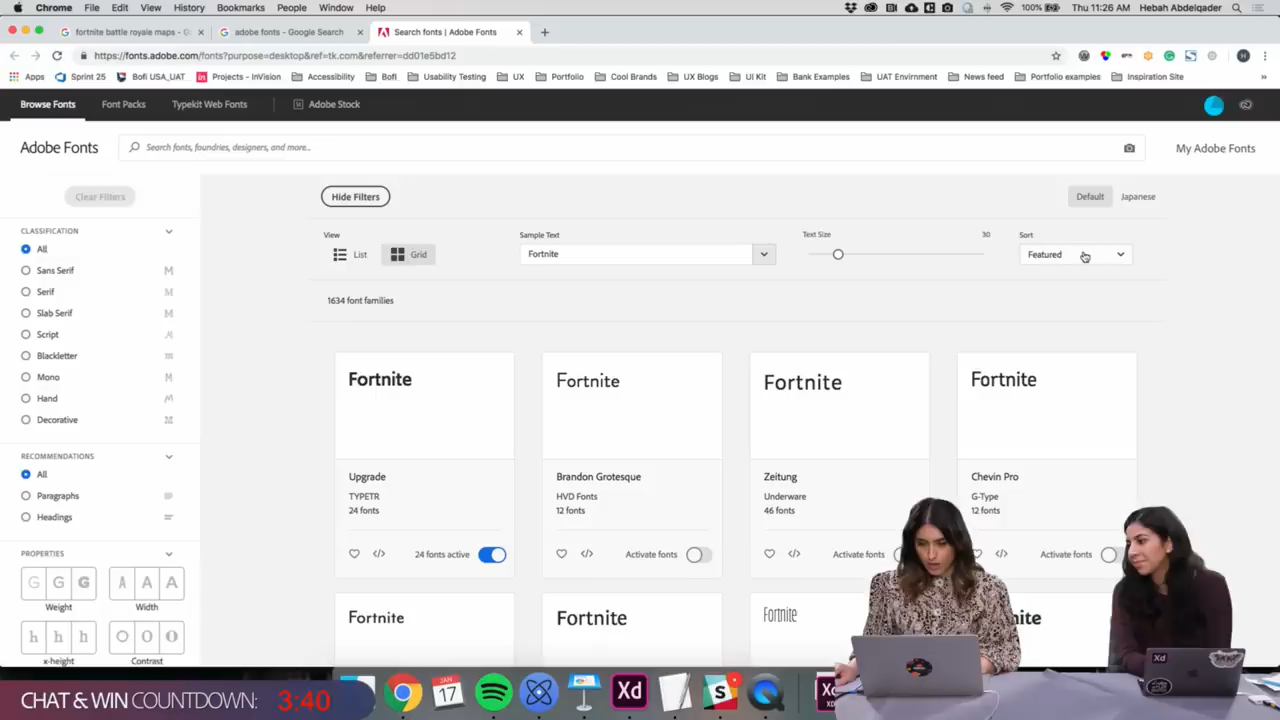 Chrome File Edit View History Bookmarks People Window Help 100% Thu 11:26 AM Hebah Abdelqader
fortnite battle royale maps - Go adobe fonts - Google Search Search fonts | Adobe Fonts
https://fonts.adobe.com/fonts?purpose=desktop&ref=tk.com&referrer=dd01e5bd12
Apps Sprint 25 Bofi USA_UAT Projects - InVision Accessibility Bofi Usability Testing UX Portfolio Cool Brands UX Blogs UI Kit Bank Examples UAT Envirnment News feed Portfolio examples Inspiration Site »
Browse Fonts Font Packs Typekit Web Fonts Adobe Stock
Adobe Fonts Search fonts, foundries, designers, and more... My Adobe Fonts
Clear Filters Hide Filters Default Japanese
CLASSIFICATION
All
Sans Serif
Serif
Slab Serif
Script
Blackletter
Mono
Hand
Decorative
RECOMMENDATIONS
All
Paragraphs
Headings
PROPERTIES
Weight Width
x-height Contrast
View Sample Text Text Size 30 Sort
List Grid Fortnite Featured
1634 font families
Fortnite Fortnite Fortnite Fortnite
Upgrade Brandon Grotesque Zeitung Chevin Pro
TYPETR HVD Fonts Underware G-Type
24 fonts 12 fonts 46 fonts 12 fonts
24 fonts active Activate fonts Activate fonts Activate fonts
Fortnite Fortnite Fortnite
JAN
17
Xd
Xd
CHAT & WIN COUNTDOWN: 3:40